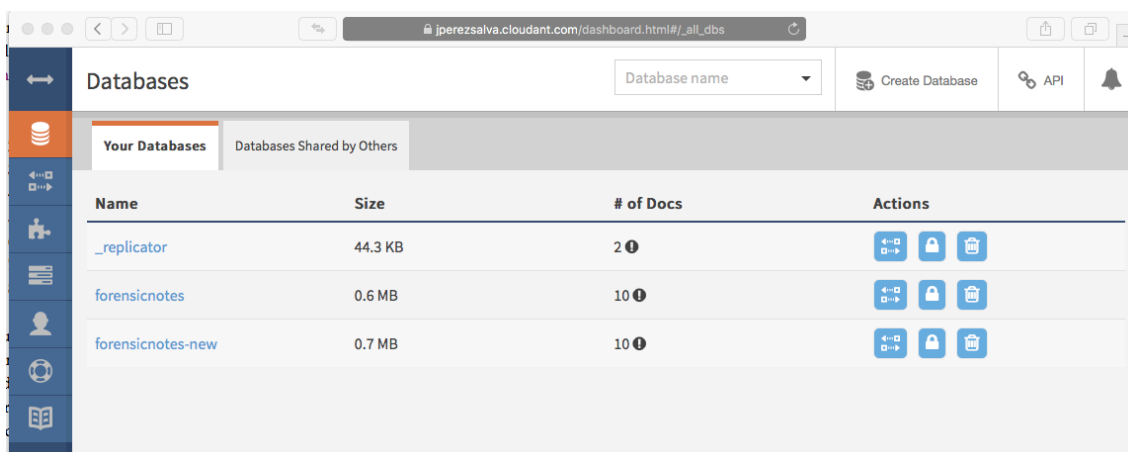 jperezsalva.cloudant.com/dashboard.html#/_all_dbs
Databases
Database name
Create Database
API
Your Databases
Databases Shared by Others
Name Size # of Docs Actions
_replicator 44.3 KB 2
forensicnotes 0.6 MB 10
forensicnotes-new 0.7 MB 10